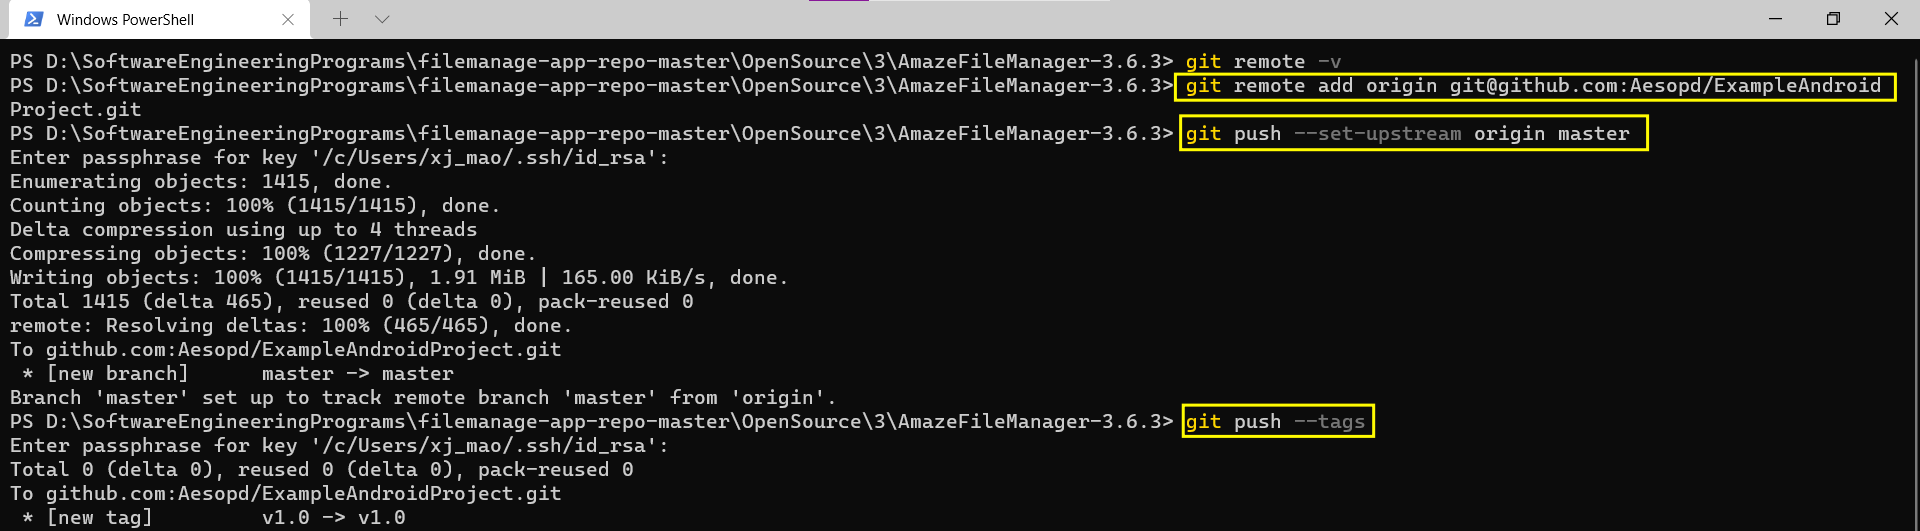 Windows PowerShell
PS D:\SoftwareEngineeringPrograms\filemanage-app-repo-master\OpenSource\3\AmazeFileManager-3.6.3> git remote -v
PS D:\SoftwareEngineeringPrograms\filemanage-app-repo-master\OpenSource\3\AmazeFileManager-3.6.3> git remote add origin git@github.com:Aesopd/ExampleAndroid
Project.git
PS D:\SoftwareEngineeringPrograms\filemanage-app-repo-master\OpenSource\3\AmazeFileManager-3.6.3> git push --set-upstream origin master
Enter passphrase for key '/c/Users/xj_mao/.ssh/id_rsa':
Enumerating objects: 1415, done.
Counting objects: 100% (1415/1415), done.
Delta compression using up to 4 threads
Compressing objects: 100% (1227/1227), done.
Writing objects: 100% (1415/1415), 1.91 MiB | 165.00 KiB/s, done.
Total 1415 (delta 465), reused 0 (delta 0), pack-reused 0
remote: Resolving deltas: 100% (465/465), done.
To github.com:Aesopd/ExampleAndroidProject.git
 * [new branch]      master -> master
Branch 'master' set up to track remote branch 'master' from 'origin'.
PS D:\SoftwareEngineeringPrograms\filemanage-app-repo-master\OpenSource\3\AmazeFileManager-3.6.3> git push --tags
Enter passphrase for key '/c/Users/xj_mao/.ssh/id_rsa':
Total 0 (delta 0), reused 0 (delta 0), pack-reused 0
To github.com:Aesopd/ExampleAndroidProject.git
 * [new tag]         v1.0 -> v1.0